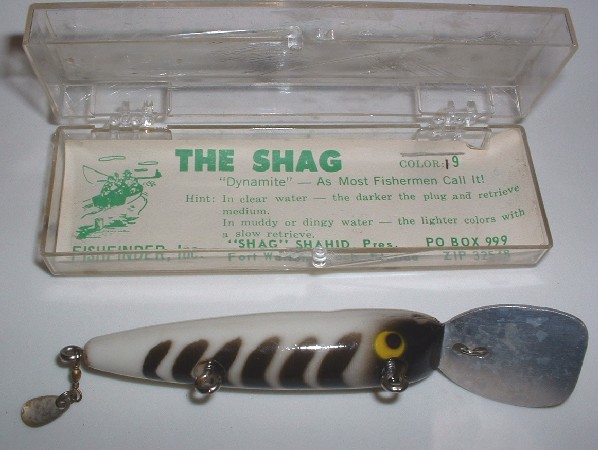 THE SHAG
COLOR: 19
"Dynamite" — As Most Fishermen Call It!
Hint: In clear water — the darker the plug and retrieve
medium.
In muddy or dingy water — the lighter colors with
a slow retrieve.
FISHFINDER, Inc. "SHAG" SHAHID, Pres. PO BOX 999
Fort ZIP